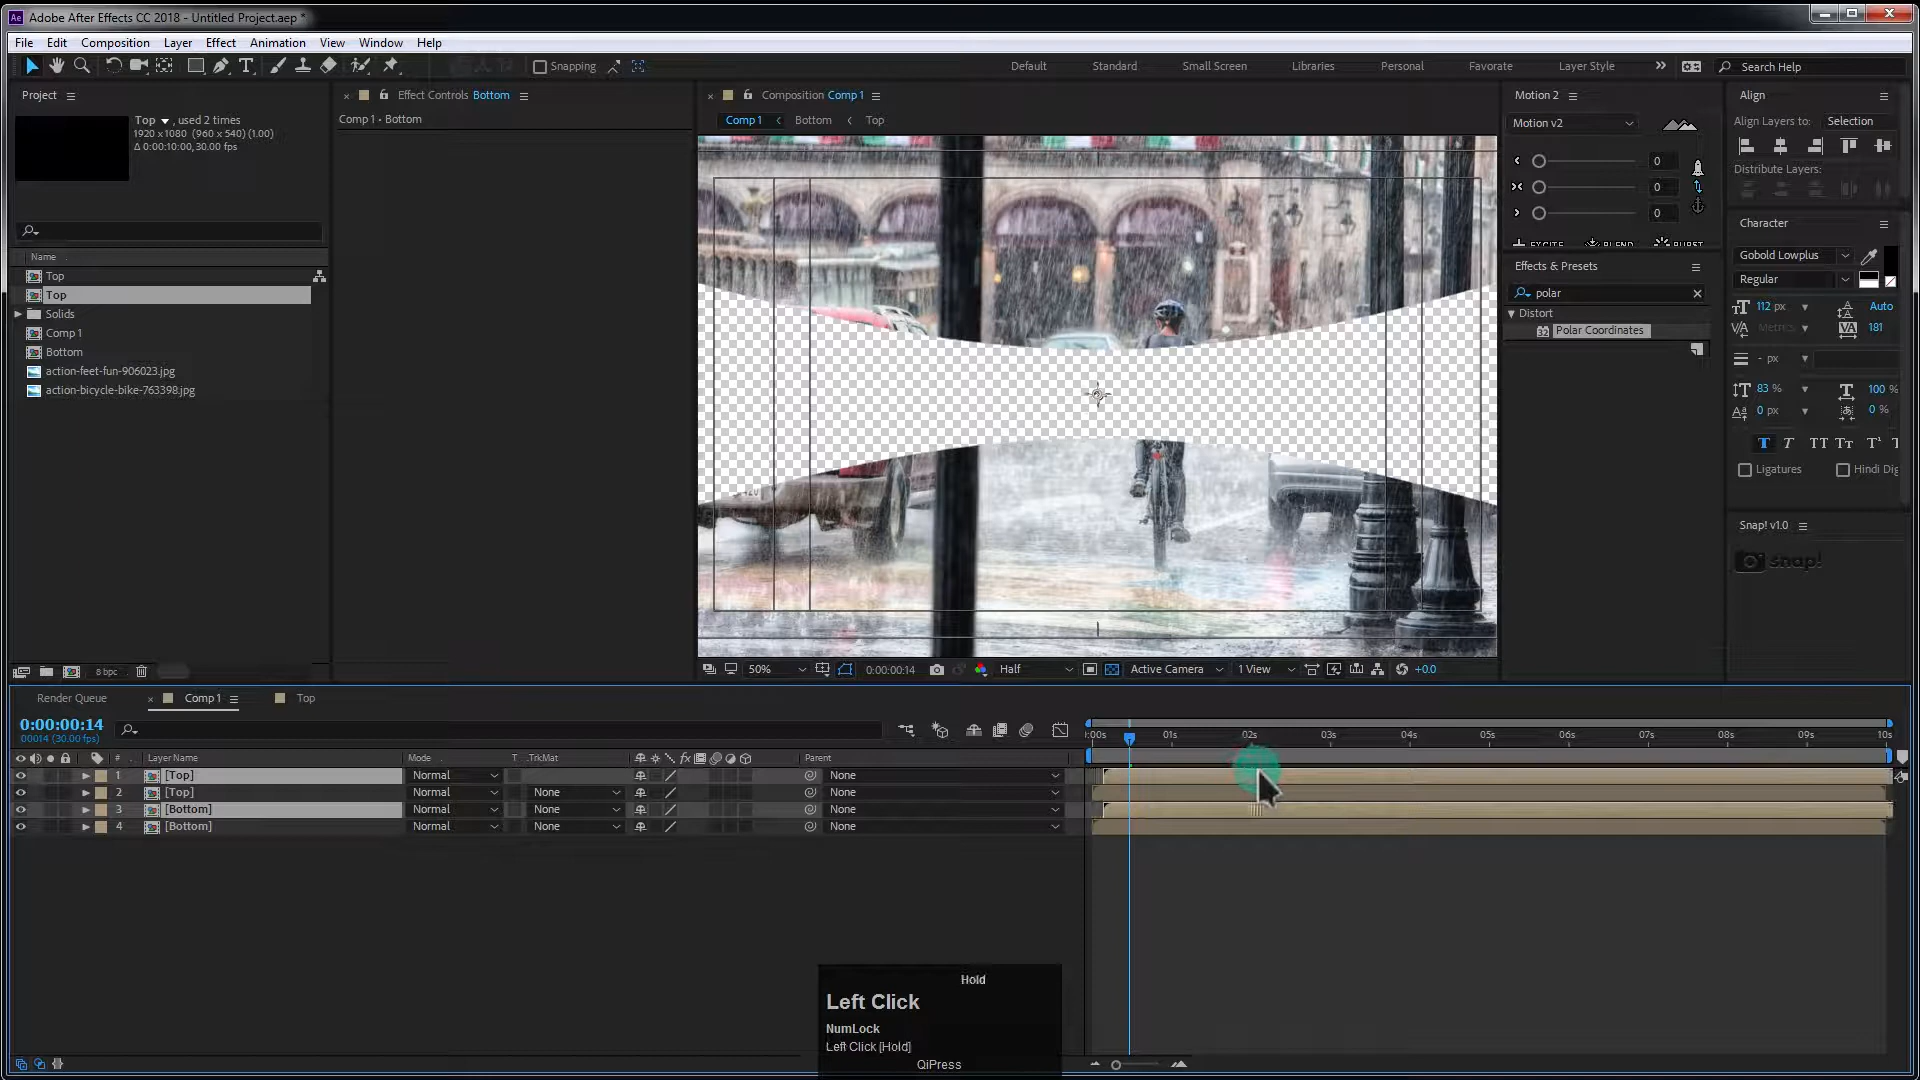 Adobe After Effects CC 2018 - Untitled Project.aep *
File Edit Composition Layer Effect Animation View Window Help
Snapping
Default Standard Small Screen Libraries Personal Favorite Layer Style
Search Help
Project
Top , used 2 times
1920 x 1080 (960 x 540) (1.00)
Δ 0:00:10:00, 30.00 fps
Name
Top
Top
Solids
Comp 1
Bottom
action-feet-fun-906023.jpg
action-bicycle-bike-763398.jpg
8 bpc
Effect Controls Bottom
Comp 1 • Bottom
Composition Comp 1
Comp 1 Bottom Top
50% 0:00:00:14 Half Active Camera 1 View +0.0
Motion 2
Motion v2
0
0
0
EXCITE BLEND BURST
Effects & Presets
polar
Distort
Polar Coordinates
Align
Align Layers to: Selection
Distribute Layers:
Character
Gobold Lowplus
Regular
112 px Auto
Metrics 181
- px
83 % 100 %
0 px 0 %
T T TT Tt T¹ T
Ligatures Hindi Dig
Snap! v1.0
snap!
Render Queue Comp 1 Top
0:00:00:14
00014 (30.00 fps)
# Layer Name Mode T .TrkMat Parent
1 [Top] Normal None
2 [Top] Normal None None
3 [Bottom] Normal None None
4 [Bottom] Normal None None
):00s 01s 02s 03s 04s 05s 06s 07s 08s 09s 10s
Hold
Left Click
NumLock
Left Click [Hold]
QiPress